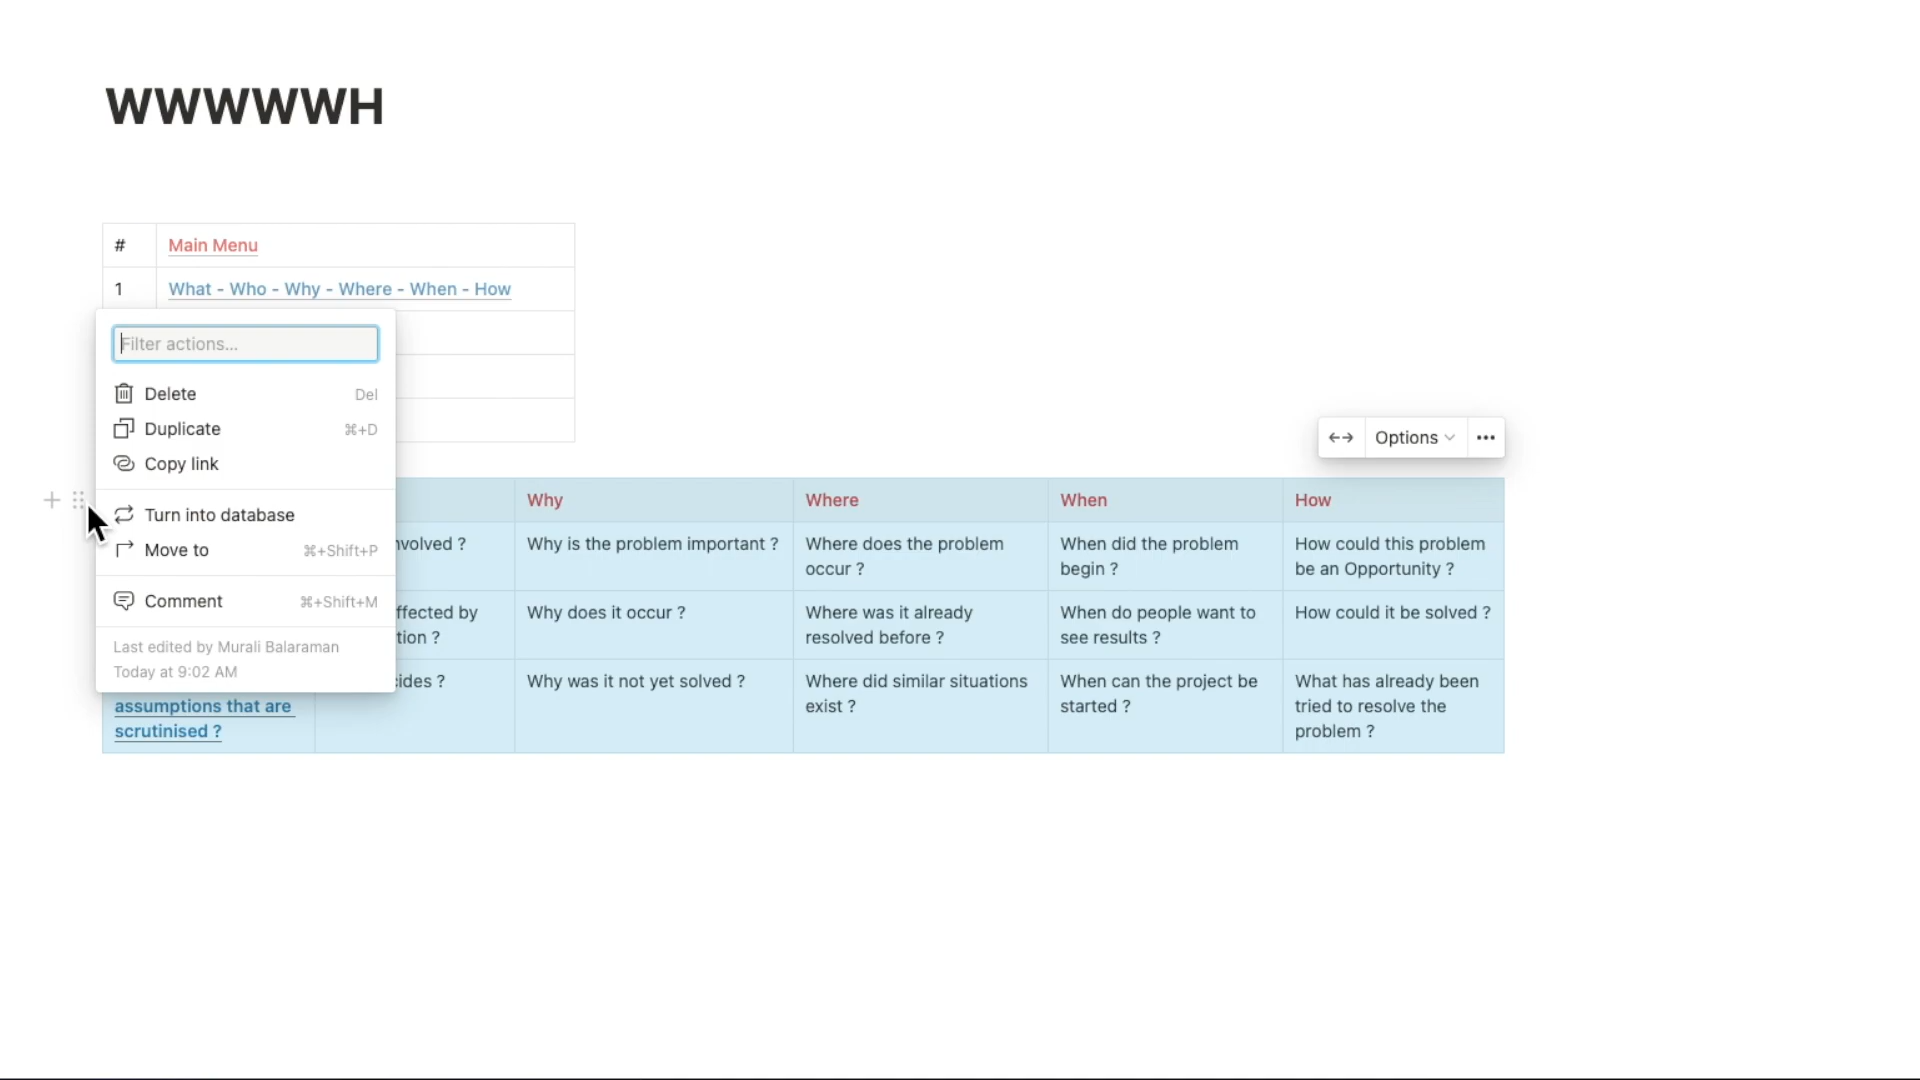 WWWWWH
# Main Menu
1 What - Who - Why - Where - When - How
Filter actions...
Delete Del
Duplicate ⌘+D
Copy link
Turn into database
Move to ⌘+Shift+P
Comment ⌘+Shift+M
Last edited by Murali Balaraman
Today at 9:02 AM
Options
Why Where When How
Why is the problem important ? Where does the problem When did the problem How could this problem
occur ? begin ? be an Opportunity ?
by Why does it occur ? Where was it already When do people want to How could it be solved ?
? resolved before ? see results ?
? Why was it not yet solved ? Where did similar situations When can the project be What has already been
assumptions that are exist ? started ? tried to resolve the
scrutinised ? problem ?